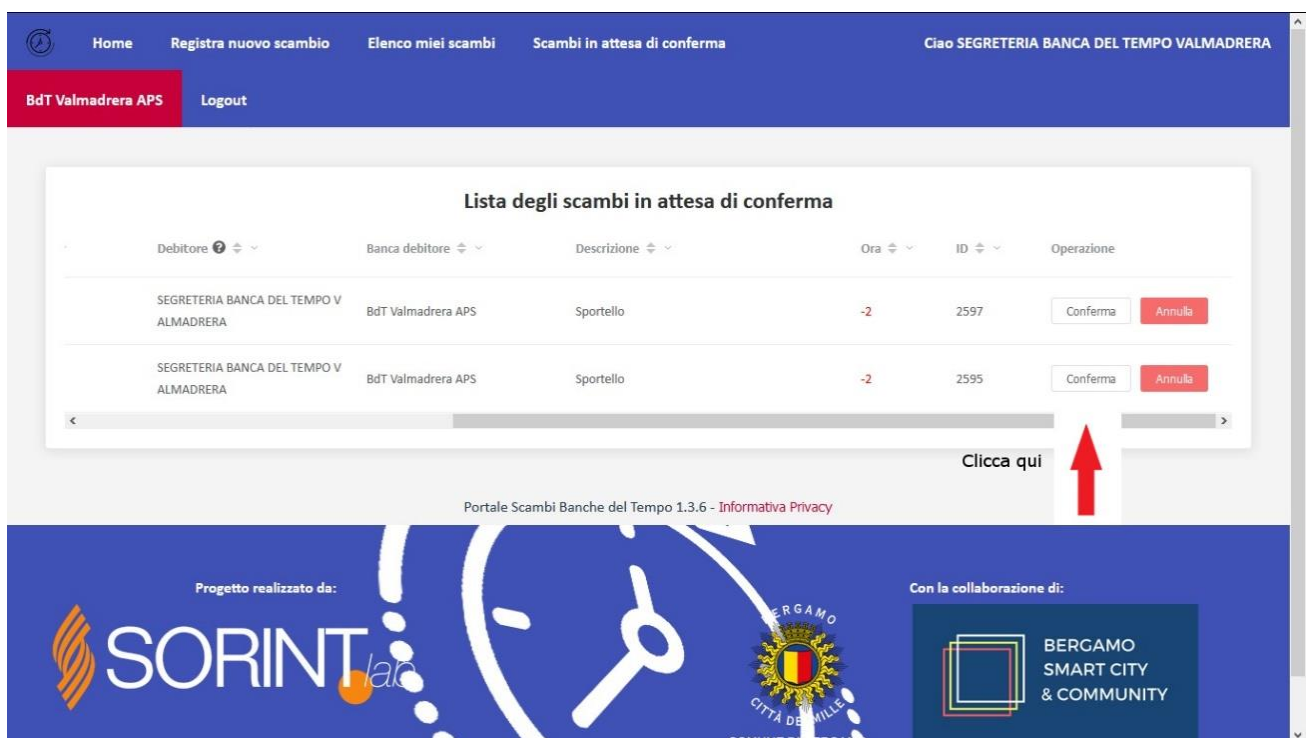 Home Registra nuovo scambio Elenco miei scambi Scambi in attesa di conferma Ciao SEGRETERIA BANCA DEL TEMPO VALMADRERA
BdT Valmadrera APS Logout
Lista degli scambi in attesa di conferma
Debitore Banca debitore Descrizione Ora ID Operazione
SEGRETERIA BANCA DEL TEMPO V
ALMADRERA
BdT Valmadrera APS Sportello -2 2597 Conferma Annulla
SEGRETERIA BANCA DEL TEMPO V
ALMADRERA
BdT Valmadrera APS Sportello -2 2595 Conferma Annulla
Clicca qui
Portale Scambi Banche del Tempo 1.3.6 - Informativa Privacy
Progetto realizzato da:
SORINT lab
BERGAMO
CITTÀ DEI MILLE
Con la collaborazione di:
BERGAMO
SMART CITY
& COMMUNITY